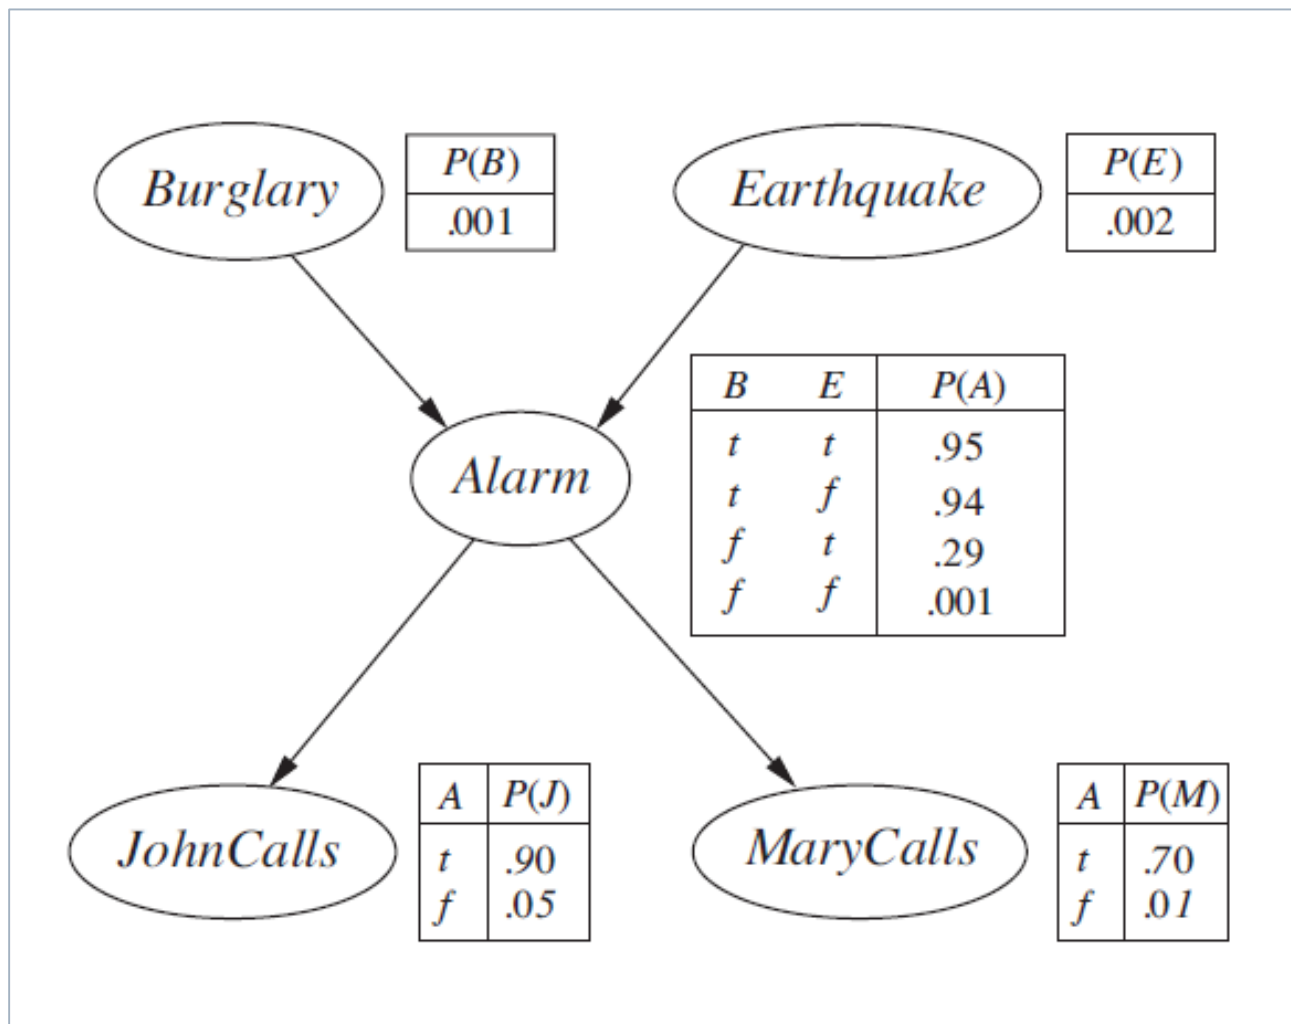 Burglary
P(B)
.001
Earthquake
P(E)
.002
Alarm
B E P(A)
t t .95
t f .94
f t .29
f f .001
JohnCalls
A P(J)
t .90
f .05
MaryCalls
A P(M)
t .70
f .01